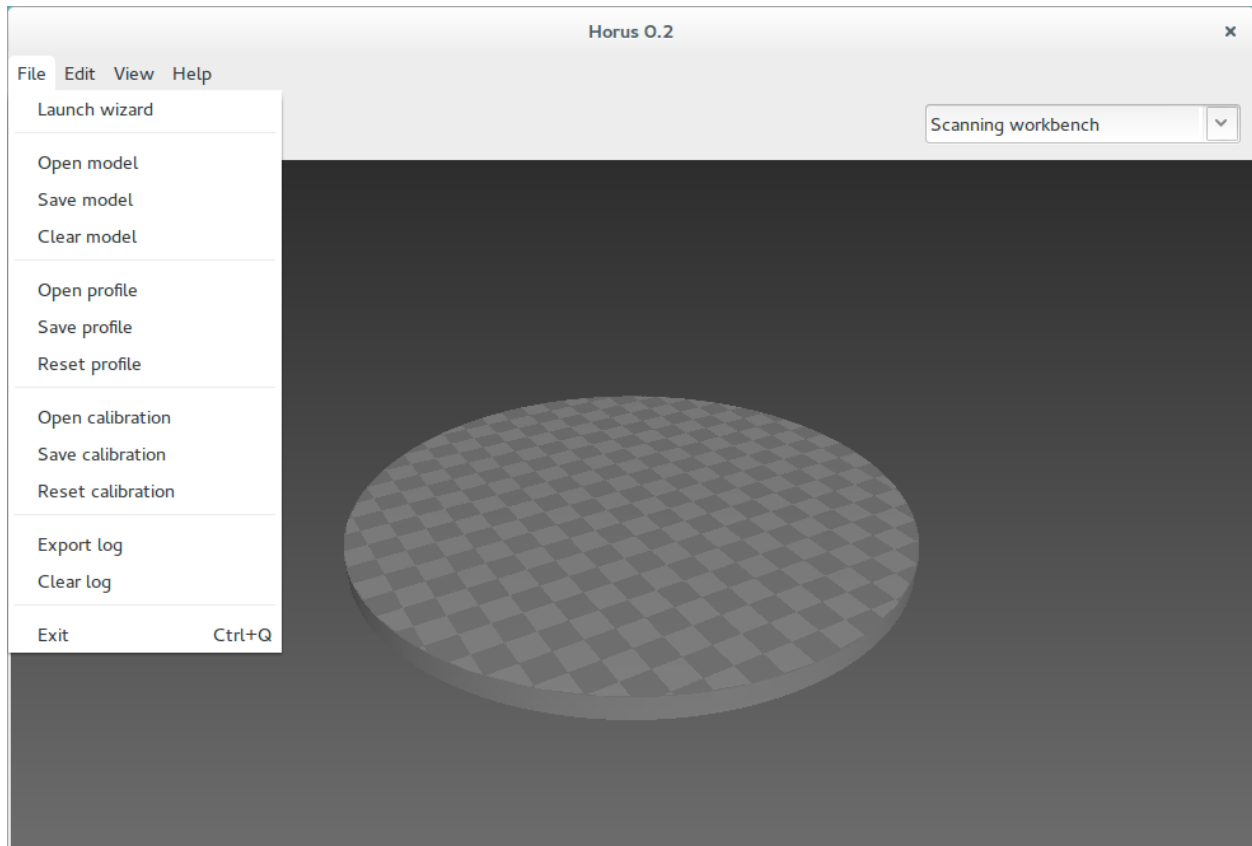 Horus 0.2
File Edit View Help
Launch wizard
Scanning workbench
Open model
Save model
Clear model
Open profile
Save profile
Reset profile
Open calibration
Save calibration
Reset calibration
Export log
Clear log
Exit Ctrl+Q